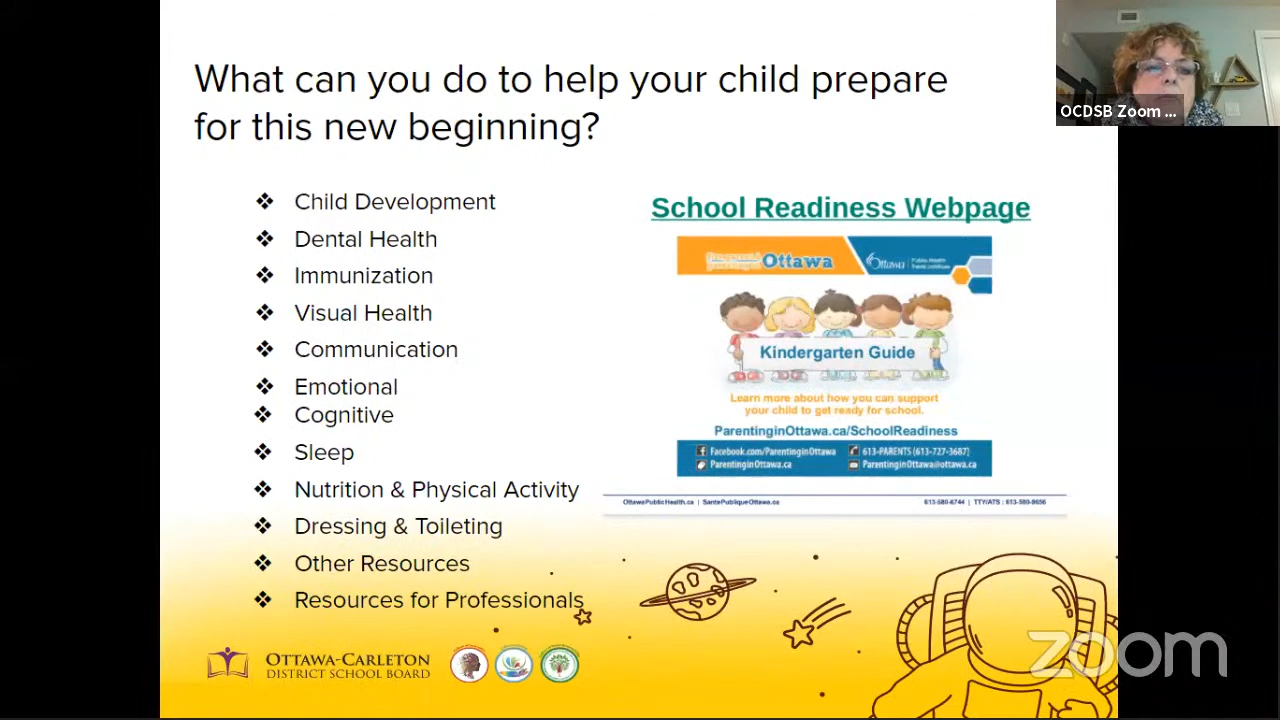 What can you do to help your child prepare
for this new beginning?
OCDSB Zoom ...
❖ Child Development
❖ Dental Health
❖ Immunization
❖ Visual Health
❖ Communication
❖ Emotional
❖ Cognitive
❖ Sleep
❖ Nutrition & Physical Activity
❖ Dressing & Toileting
❖ Other Resources
❖ Resources for Professionals
School Readiness Webpage
Ottawa
Ottawa Public Health
Kindergarten Guide
Learn more about how you can support
your child to get ready for school.
ParentinginOttawa.ca/SchoolReadiness
Facebook.com/ParentinginOttawa 613-PARENTS (613-727-3687)
ParentinginOttawa.ca ParentinginOttawa@ottawa.ca
OttawaPublicHealth.ca | SantePubliqueOttawa.ca 613-580-6744 | TTY/ATS : 613-580-9656
OTTAWA-CARLETON
DISTRICT SCHOOL BOARD
zoom